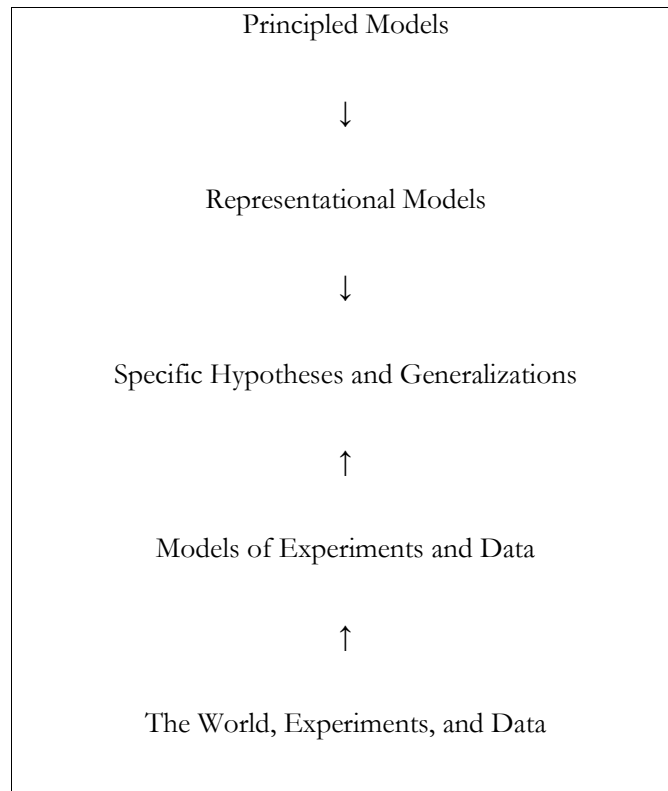 Principled Models
↓
Representational Models
↓
Specific Hypotheses and Generalizations
↑
Models of Experiments and Data
↑
The World, Experiments, and Data